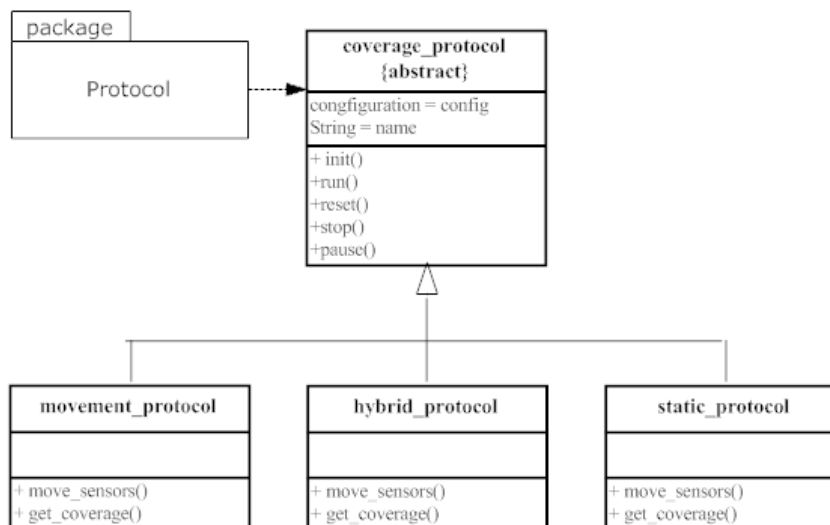 package
Protocol
coverage_protocol
{abstract}
congfiguration = config
String = name
+ init()
+run()
+reset()
+stop()
+pause()
movement_protocol
+ move_sensors()
+ get_coverage()
hybrid_protocol
+ move_sensors()
+ get_coverage()
static_protocol
+ move_sensors()
+ get_coverage()